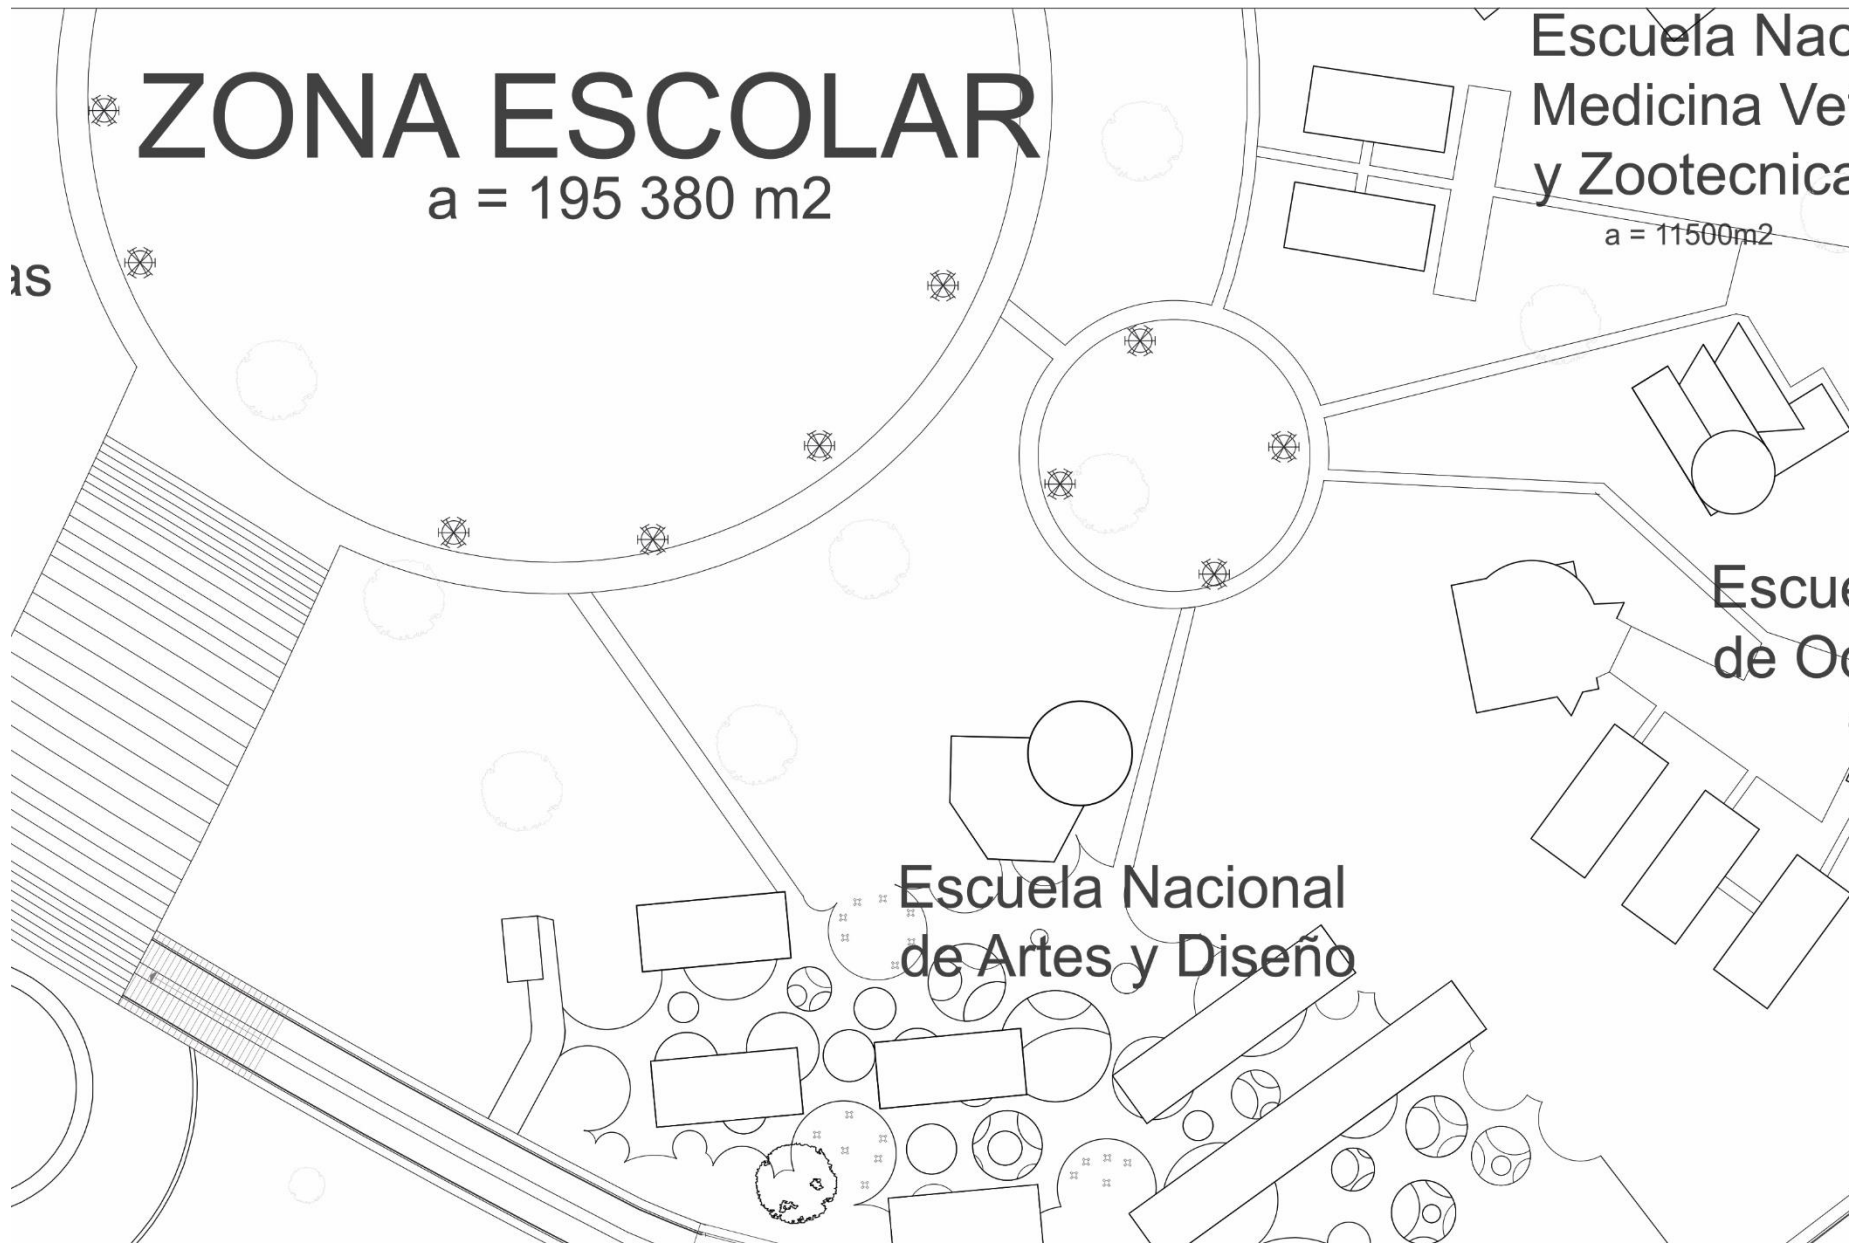 ZONA ESCOLAR
a = 195 380 m2
as
Escuela Nac
Medicina Ve
y Zootecnica
a = 11500m2
Escue
de Oc
Escuela Nacional
de Artes y Diseño